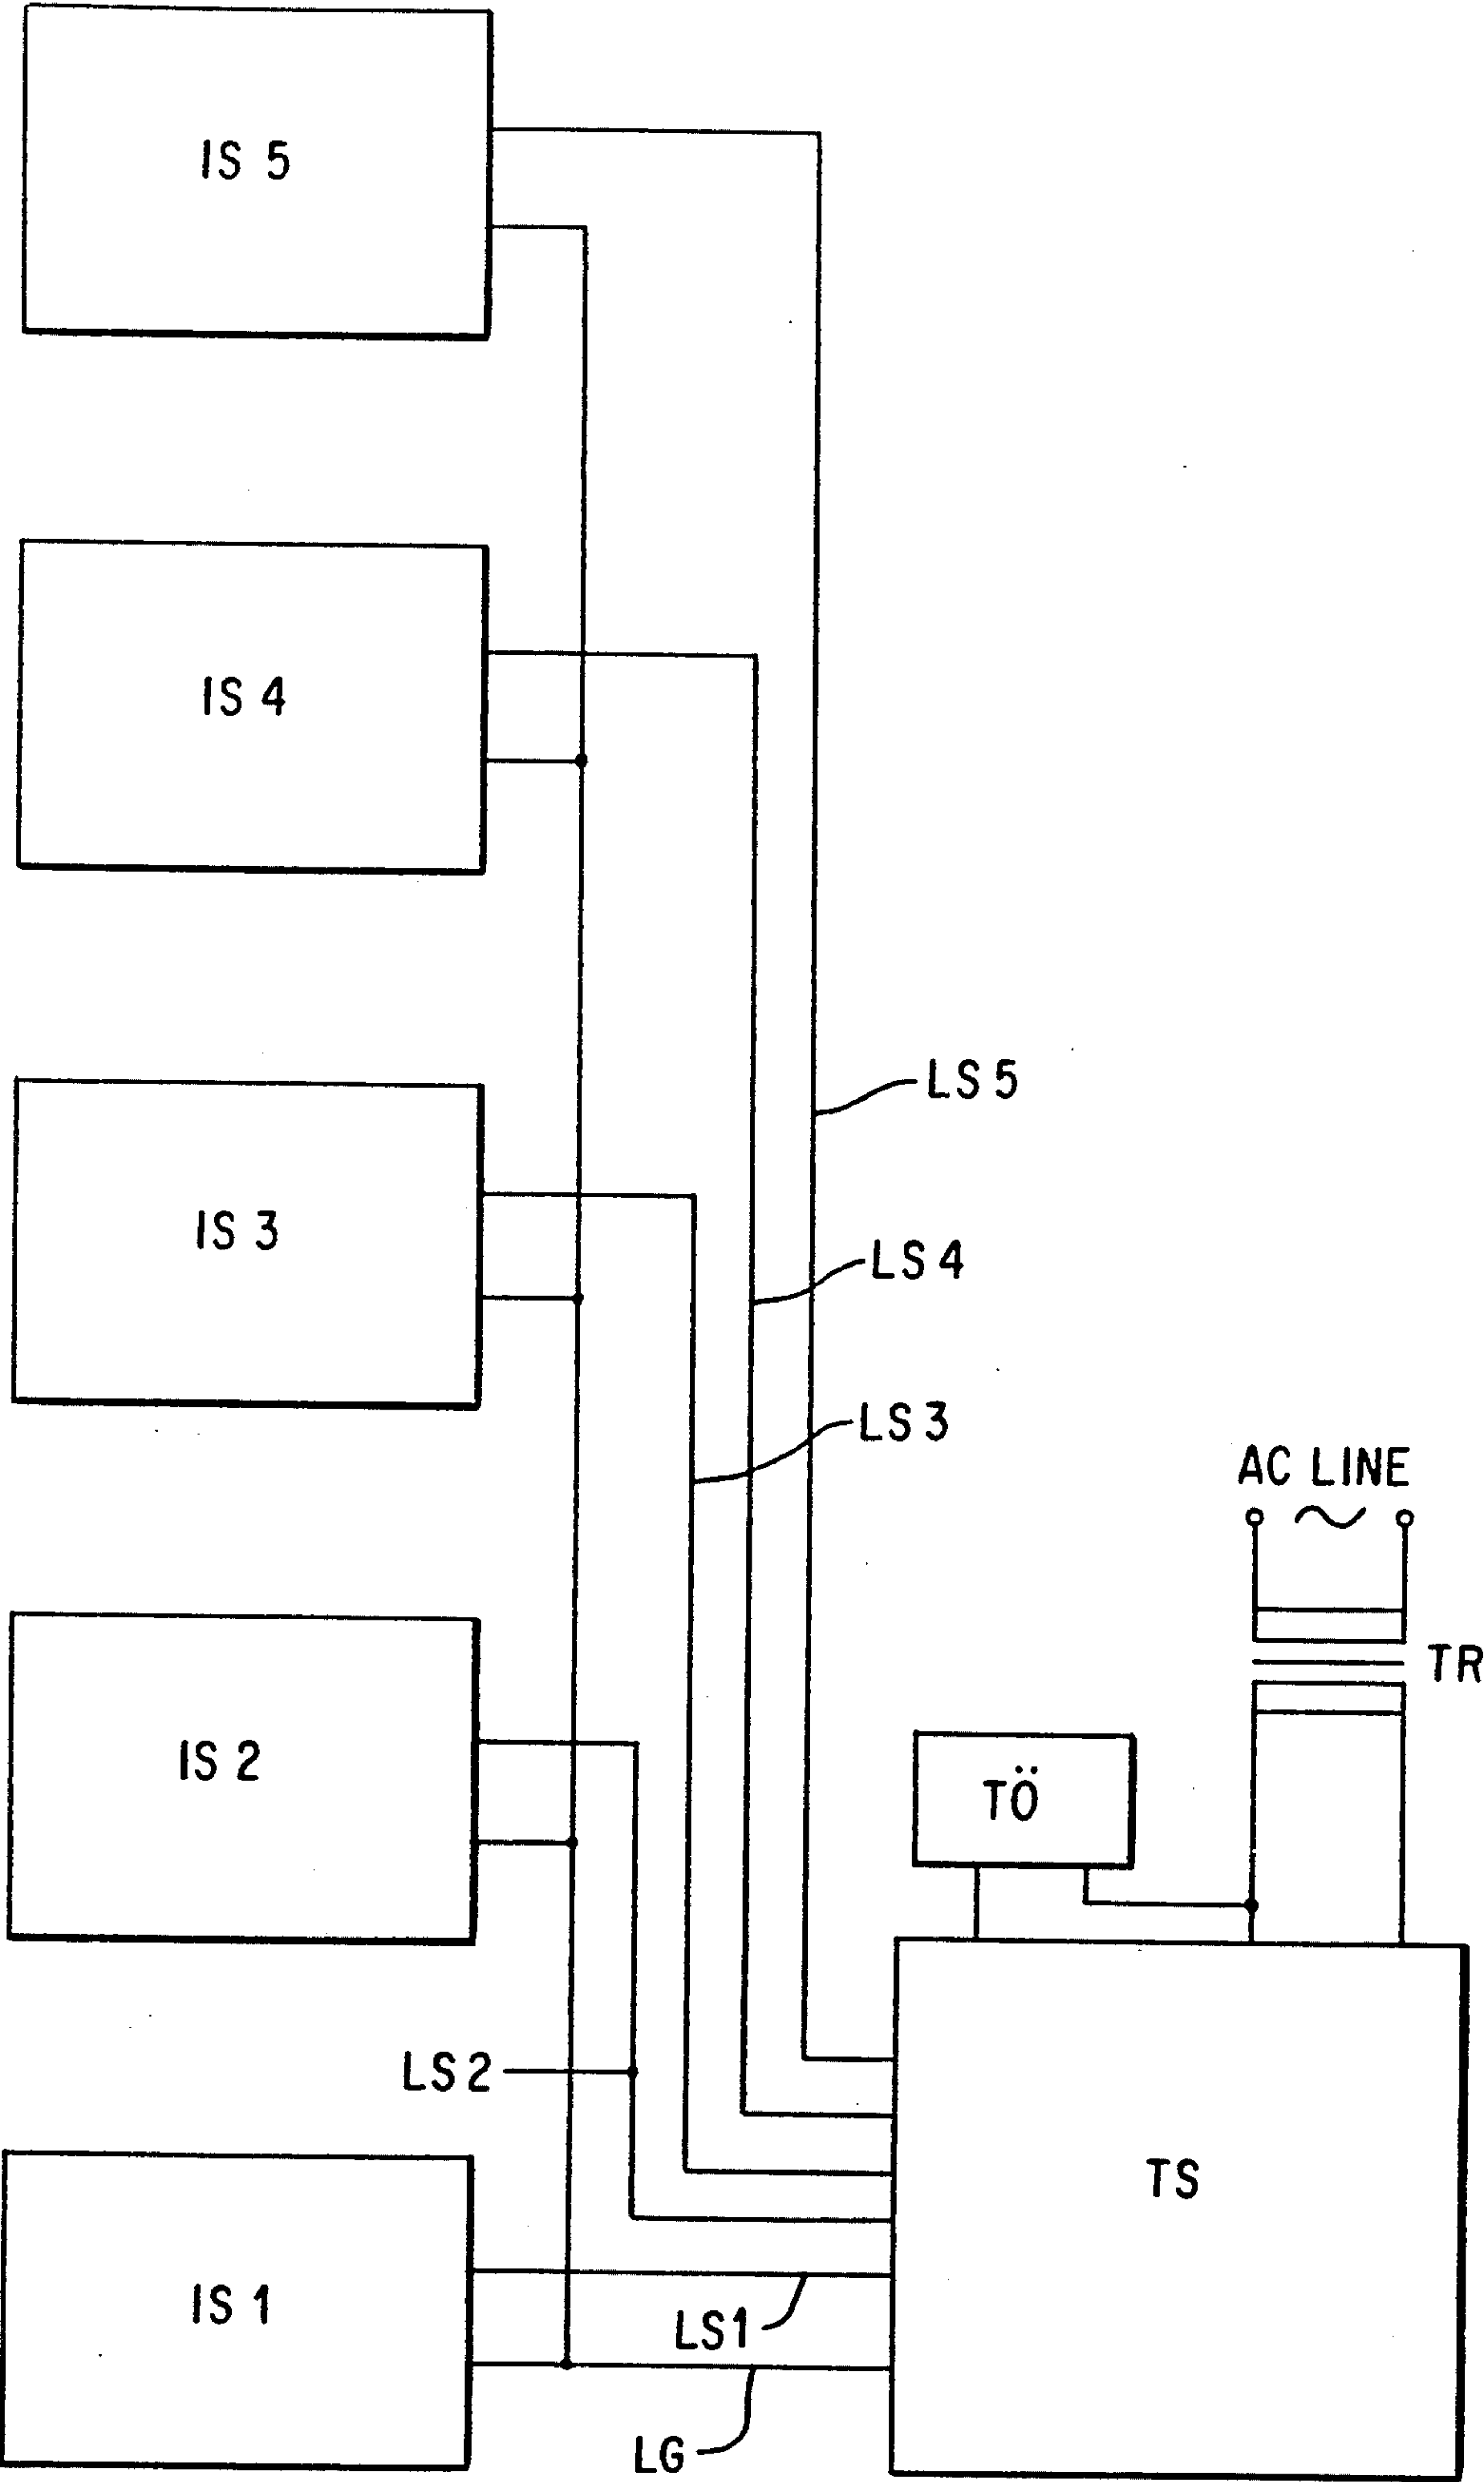 IS 5
IS 4
LS 5
IS 3
LS 4
LS 3
AC LINE
TR
IS 2
TÖ
LS 2
TS
IS 1
LS1
LG